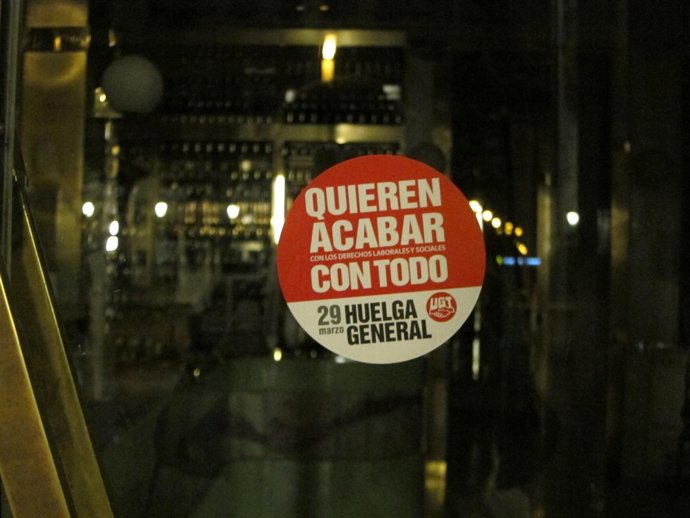 QUIEREN
ACABAR
CON LOS DERECHOS LABORALES Y SOCIALES
CON TODO
29 HUELGA
marzo GENERAL
UGT